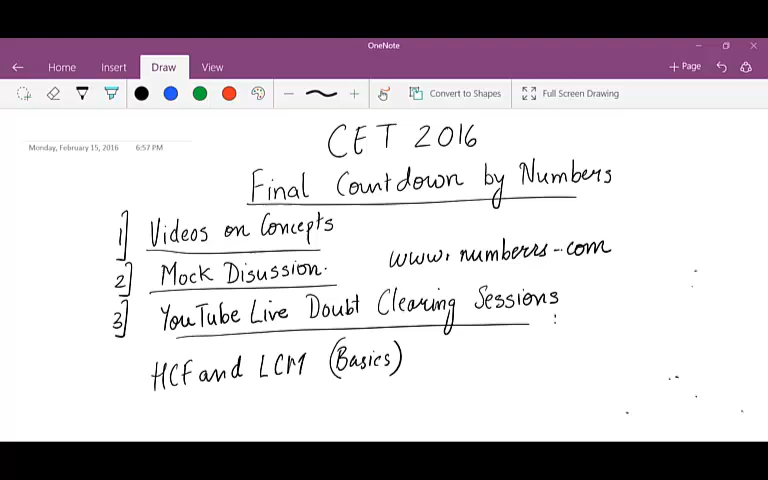 OneNote
Home Insert Draw View
+ Page
Convert to Shapes Full Screen Drawing
Monday, February 15, 2016 6:57 PM
CET 2016
Final Countdown by Numbers
1] Videos on Concepts
2] Mock Disussion.
www.numberrs-.com
3] YouTube Live Doubt Clearing Sessions
HCF and LCM (Basics)